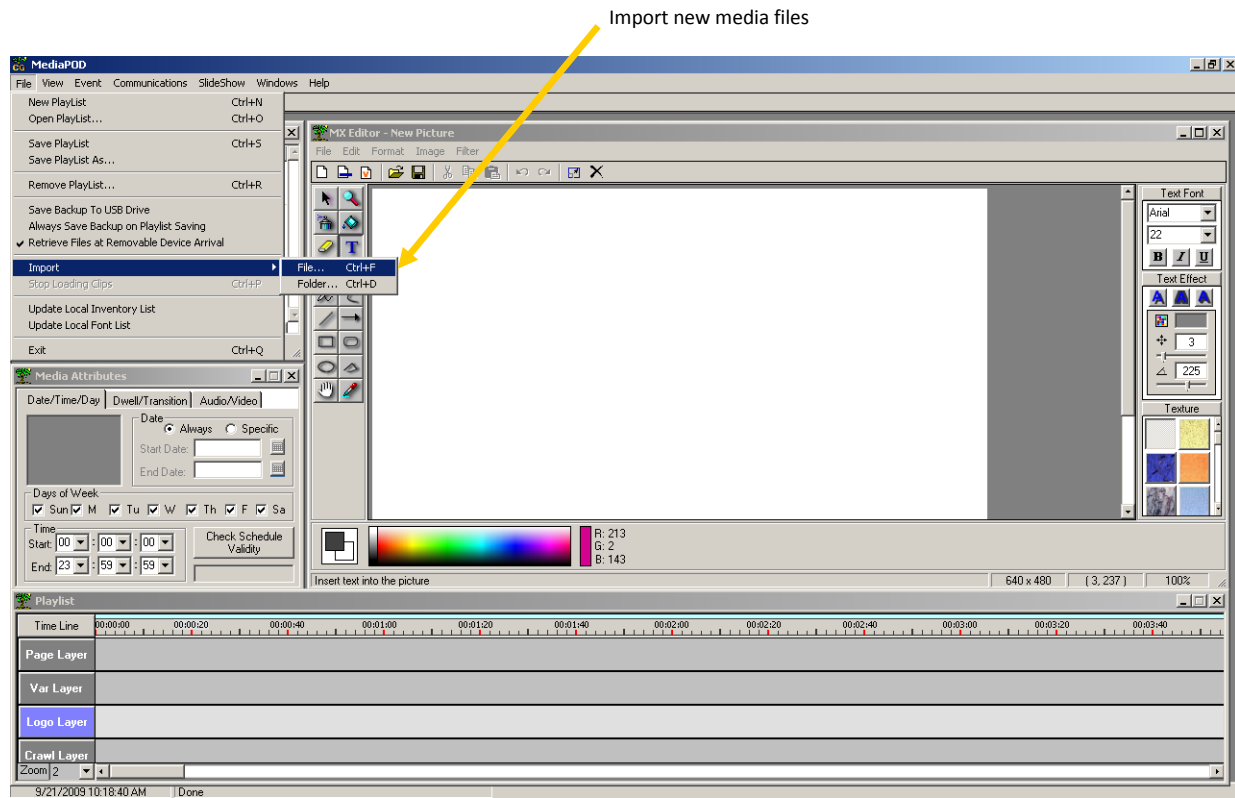 Import new media files
MediaPOD
File View Event Communications SlideShow Windows Help
New PlayList Ctrl+N
Open PlayList... Ctrl+O
Save PlayList Ctrl+S
Save PlayList As...
Remove PlayList... Ctrl+R
Save Backup To USB Drive
Always Save Backup on Playlist Saving
Retrieve Files at Removable Device Arrival
Import
File... Ctrl+F
Folder... Ctrl+D
Stop Loading Clips Ctrl+P
Update Local Inventory List
Update Local Font List
Exit Ctrl+Q
MX Editor - New Picture
File Edit Format Image Filter
Text Font
Arial
22
B I U
Text Effect
A A A
3
225
Texture
R: 213
G: 2
B: 143
Insert text into the picture 640 x 480 ( 3, 237 ) 100%
Media Attributes
Date/Time/Day Dwell/Transition Audio/Video
Date
Always Specific
Start Date:
End Date:
Days of Week
Sun M Tu W Th F Sa
Time
Start: 00 : 00 : 00
End: 23 : 59 : 59
Check Schedule
Validity
Playlist
Time Line 00:00:00 00:00:20 00:00:40 00:01:00 00:01:20 00:01:40 00:02:00 00:02:20 00:02:40 00:03:00 00:03:20 00:03:40
Page Layer
Var Layer
Logo Layer
Crawl Layer
Zoom 2
9/21/2009 10:18:40 AM Done